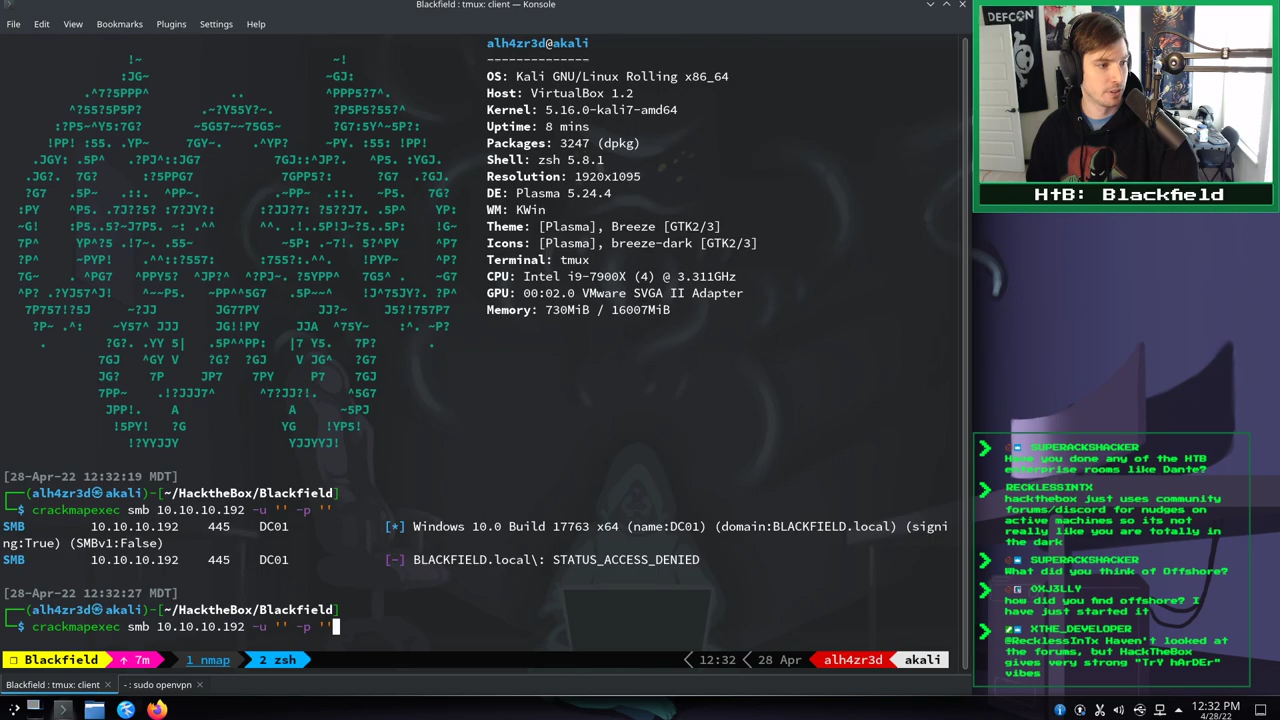 Blackfield : tmux: client — Konsole
File Edit View Bookmarks Plugins Settings Help
alh4zr3d@akali
--------------
OS: Kali GNU/Linux Rolling x86_64
Host: VirtualBox 1.2
Kernel: 5.16.0-kali7-amd64
Uptime: 8 mins
Packages: 3247 (dpkg)
Shell: zsh 5.8.1
Resolution: 1920x1095
DE: Plasma 5.24.4
WM: KWin
Theme: [Plasma], Breeze [GTK2/3]
Icons: [Plasma], breeze-dark [GTK2/3]
Terminal: tmux
CPU: Intel i9-7900X (4) @ 3.311GHz
GPU: 00:02.0 VMware SVGA II Adapter
Memory: 730MiB / 16007MiB
[28-Apr-22 12:32:19 MDT]
┌──(alh4zr3d㉿akali)-[~/HacktheBox/Blackfield]
└─$ crackmapexec smb 10.10.10.192 -u '' -p ''
SMB 10.10.10.192 445 DC01 [*] Windows 10.0 Build 17763 x64 (name:DC01) (domain:BLACKFIELD.local) (signi
ng:True) (SMBv1:False)
SMB 10.10.10.192 445 DC01 [-] BLACKFIELD.local\: STATUS_ACCESS_DENIED
[28-Apr-22 12:32:27 MDT]
┌──(alh4zr3d㉿akali)-[~/HacktheBox/Blackfield]
└─$ crackmapexec smb 10.10.10.192 -u '' -p ''
Blackfield ↑ 7m 1 nmap 2 zsh 12:32 28 Apr alh4zr3d akali
Blackfield : tmux: client × - : sudo openvpn ×
DEFCON
HtB: Blackfield
SUPERACKSHACKER
Have you done any of the HTB
enterprise rooms like Dante?
RECKLESSINTX
hackthebox just uses community
forums/discord for nudges on
active machines so its not
really like you are totally in
the dark
SUPERACKSHACKER
What did you think of Offshore?
0XJ3LLY
how did you find offshore? I
have just started it
XTHE_DEVELOPER
@RecklessInTx Haven't looked at
the forums, but HackTheBox
gives very strong "TrY hArDEr"
vibes
12:32 PM
4/28/22